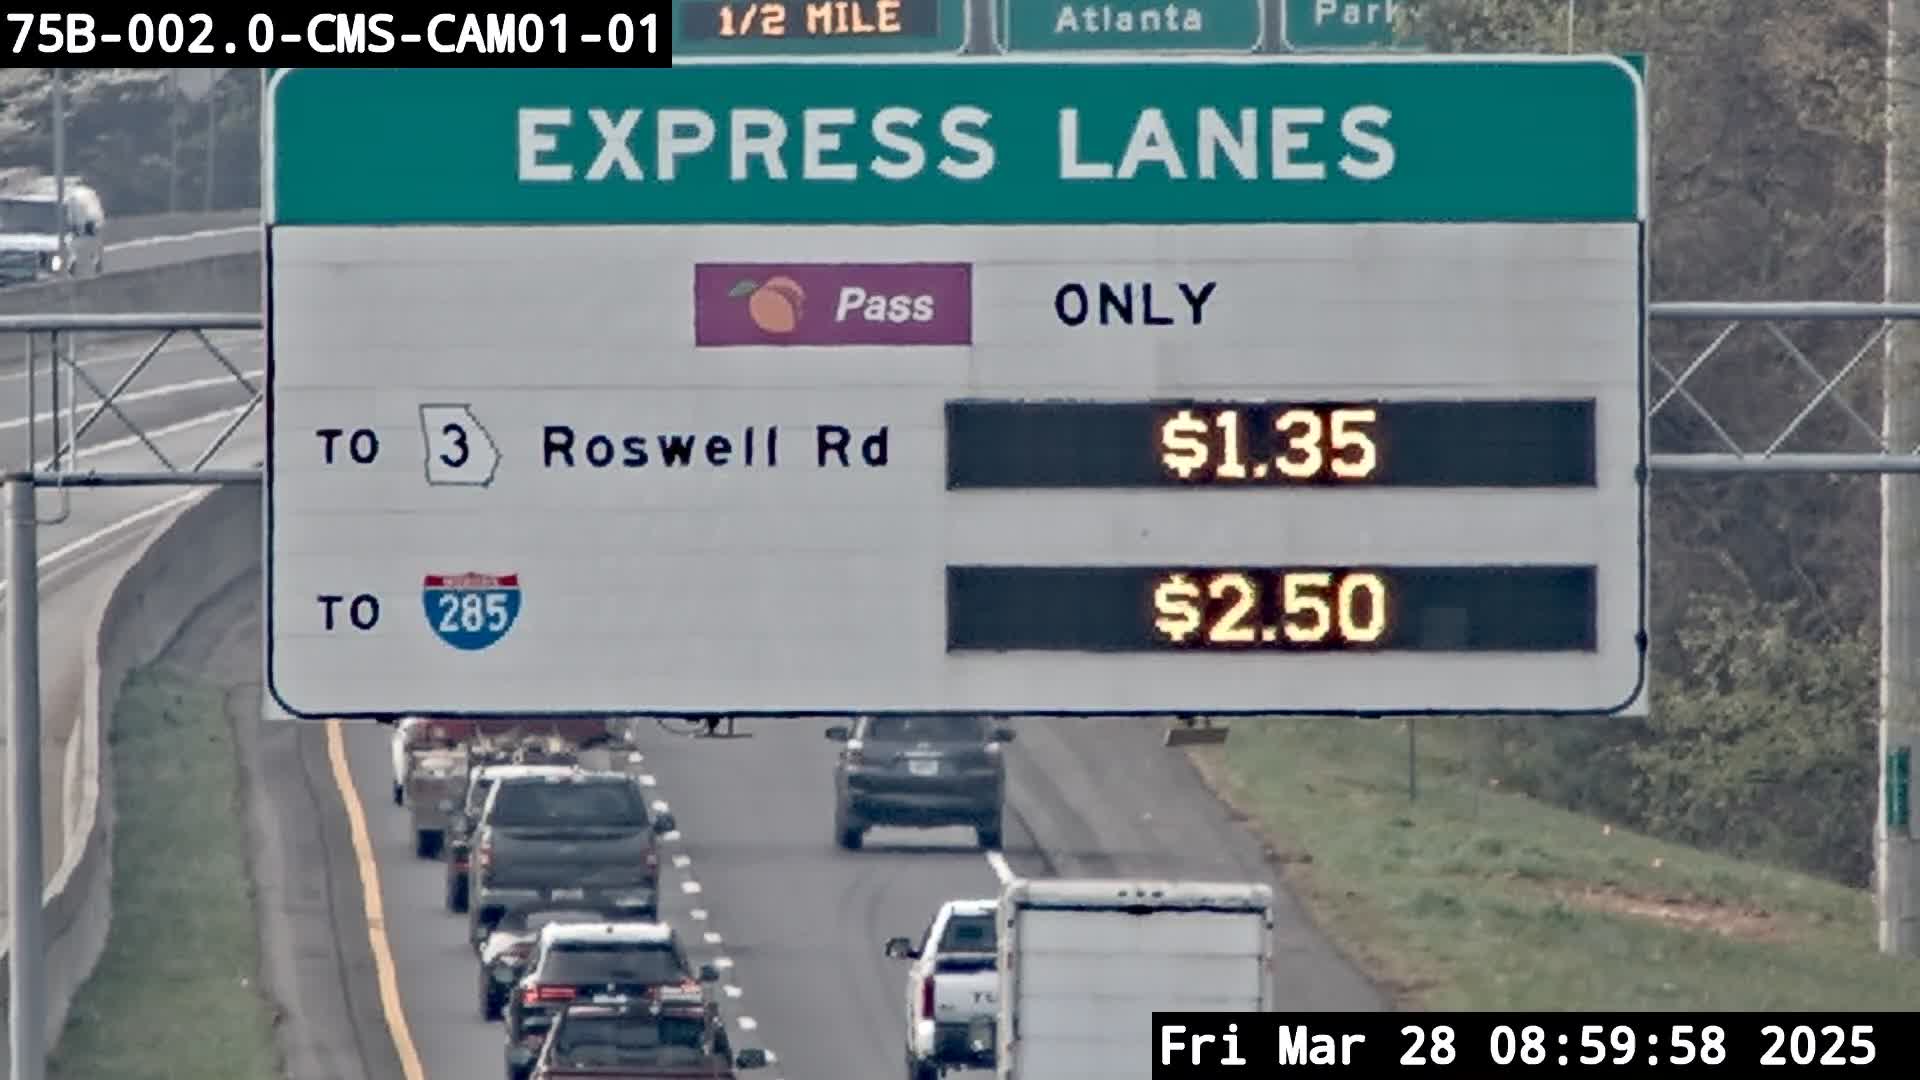 75B-002.0-CMS-CAM01-01
1/2 MILE
Atlanta
EXPRESS LANES
Pass ONLY
TO 3 Roswell Rd $1.35
TO 285 $2.50
Fri Mar 28 08:59:58 2025